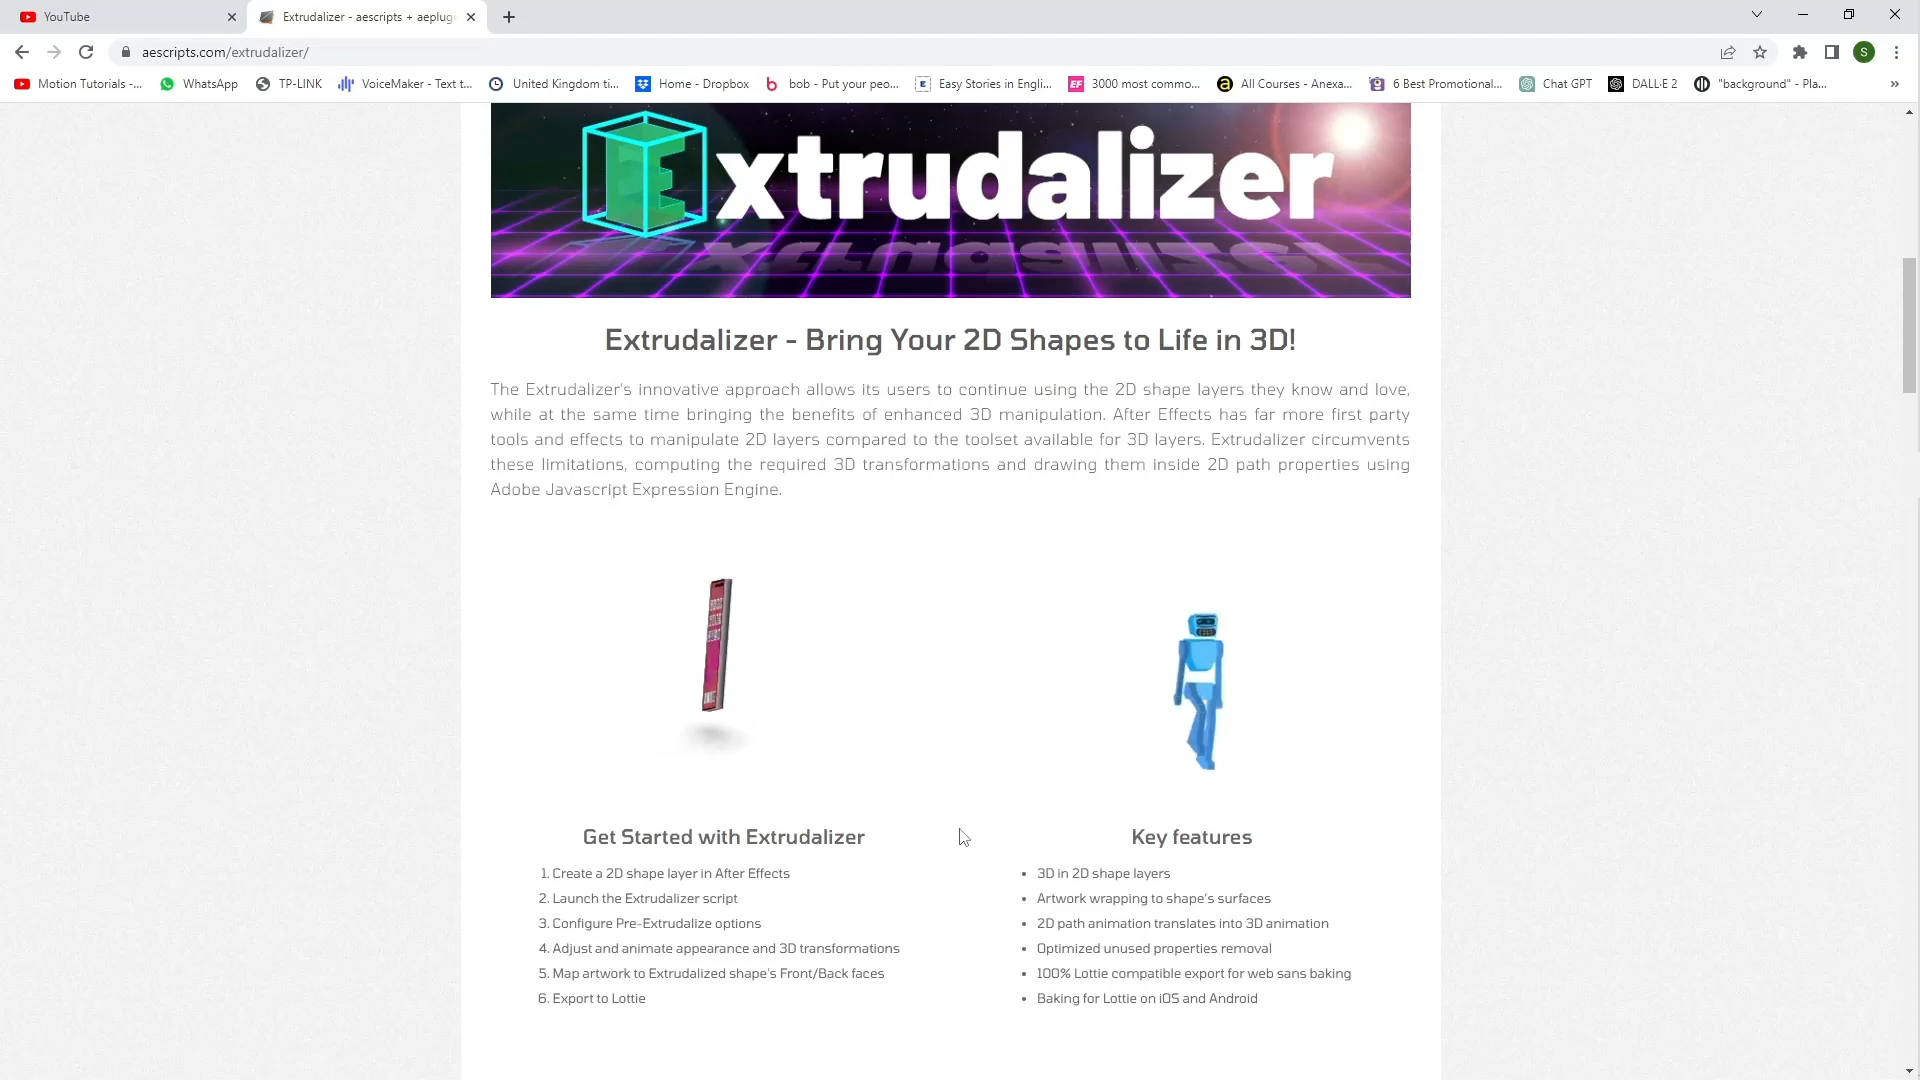 YouTube
Extrudalizer - aescripts + aeplugi
aescripts.com/extrudalizer/
S
Motion Tutorials -...
WhatsApp
TP-LINK
VoiceMaker - Text t...
United Kingdom ti...
Home - Dropbox
bob - Put your peo...
Easy Stories in Engli...
3000 most commo...
All Courses - Anexa...
6 Best Promotional...
Chat GPT
DALL·E 2
"background" - Pla...
Extrudalizer
Extrudalizer - Bring Your 2D Shapes to Life in 3D!
The Extrudalizer's innovative approach allows its users to continue using the 2D shape layers they know and love,
while at the same time bringing the benefits of enhanced 3D manipulation. After Effects has far more first party
tools and effects to manipulate 2D layers compared to the toolset available for 3D layers. Extrudalizer circumvents
these limitations, computing the required 3D transformations and drawing them inside 2D path properties using
Adobe Javascript Expression Engine.
Get Started with Extrudalizer
1. Create a 2D shape layer in After Effects
2. Launch the Extrudalizer script
3. Configure Pre-Extrudalize options
4. Adjust and animate appearance and 3D transformations
5. Map artwork to Extrudalized shape's Front/Back faces
6. Export to Lottie
Key features
• 3D in 2D shape layers
• Artwork wrapping to shape's surfaces
• 2D path animation translates into 3D animation
• Optimized unused properties removal
• 100% Lottie compatible export for web sans baking
• Baking for Lottie on iOS and Android